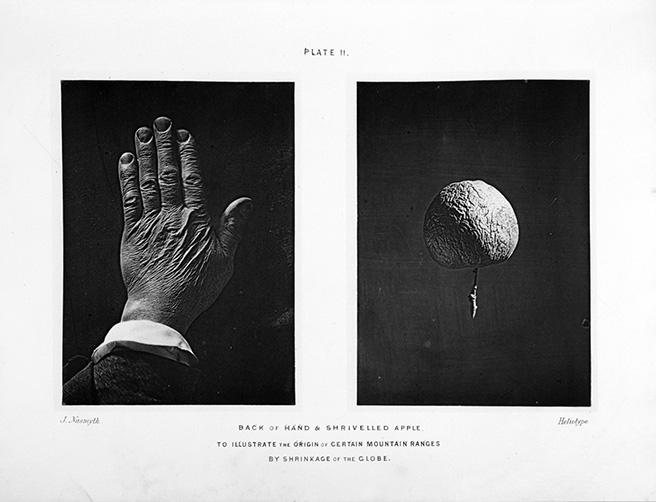 PLATE II.
J. Nasmyth
Heliotype
BACK OF HAND & SHRIVELLED APPLE.
TO ILLUSTRATE THE ORIGIN OF CERTAIN MOUNTAIN RANGES
BY SHRINKAGE OF THE GLOBE.